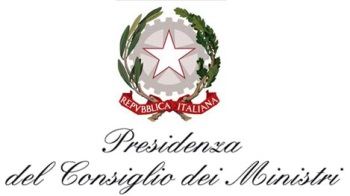 REPVBBLICA ITALIANA
Presidenza
del Consiglio dei Ministri